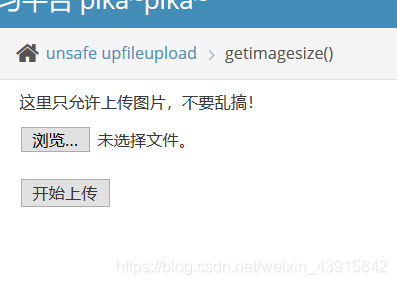 习平台 pika~pika~
unsafe upfileupload > getimagesize()
这里只允许上传图片，不要乱搞！
浏览... 未选择文件。
开始上传
https://blog.csdn.net/weixin_43915842